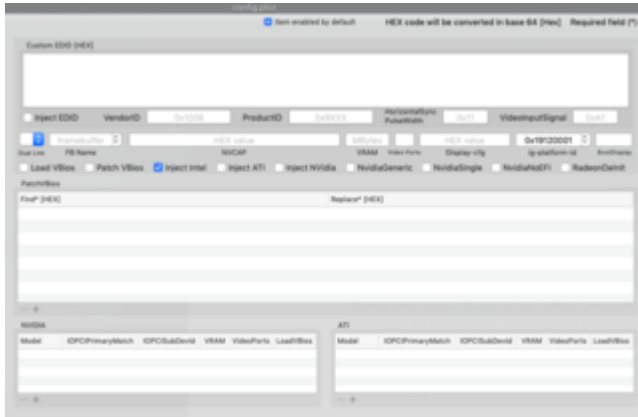 config.plist
Item enabled by default HEX code will be converted in base 64 [Hex] Required field (*)
Custom EDID [HEX]
Inject EDID VendorID 0x1006 ProductID HorizontalSync PulseWidth 0x11 VideoInputSignal 0xA1
framebuffer HEX value MBytes HEX value 0x19120001
Dual Link FB Name NVCAP VRAM Video Ports Display-cfg ig-platform-id BootDisplay
Load VBios Patch VBios Inject Intel Inject ATI Inject NVidia NvidiaGeneric NvidiaSingle NvidiaNoEFI RadeonDeInit
PatchVBios
Find* [HEX] Replace* [HEX]
- +
NVIDIA ATI
Model IOPCIPrimaryMatch IOPCISubDevId VRAM VideoPorts LoadVBios Model IOPCIPrimaryMatch IOPCISubDevId VRAM VideoPorts LoadVBios
- + - +